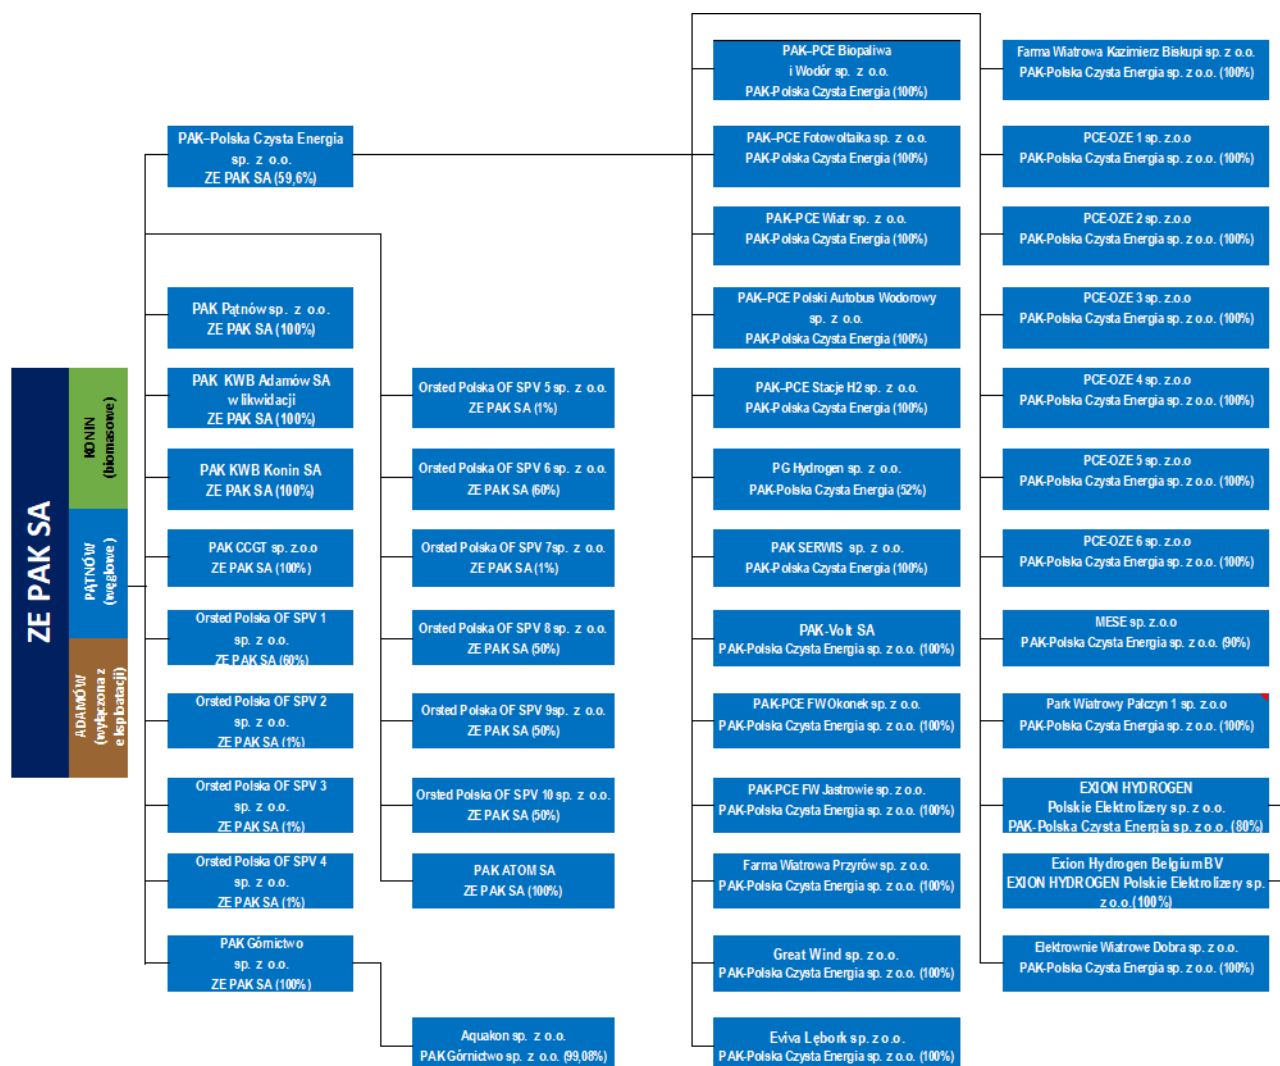 ZE PAK SA
KONIN
(biomasowe)
PĄTNÓW
(węglowe)
ADAMÓW
(wyłączona z
eksploatacji)
PAK–Polska Czysta Energia
sp. z o.o.
ZE PAK SA (59,6%)
PAK Pątnów sp. z o.o.
ZE PAK SA (100%)
PAK KWB Adamów SA
w likwidacji
ZE PAK SA (100%)
PAK KWB Konin SA
ZE PAK SA (100%)
PAK CCGT sp. z.o.o
ZE PAK SA (100%)
Orsted Polska OF SPV 1
sp. z o.o.
ZE PAK SA (60%)
Orsted Polska OF SPV 2
sp. z o.o.
ZE PAK SA (1%)
Orsted Polska OF SPV 3
sp. z o.o.
ZE PAK SA (1%)
Orsted Polska OF SPV 4
sp. z o.o.
ZE PAK SA (1%)
PAK Górnictwo
sp. z o.o.
ZE PAK SA (100%)
Orsted Polska OF SPV 5 sp. z o.o.
ZE PAK SA (1%)
Orsted Polska OF SPV 6 sp. z o.o.
ZE PAK SA (60%)
Orsted Polska OF SPV 7sp. z o.o.
ZE PAK SA (1%)
Orsted Polska OF SPV 8 sp. z o.o.
ZE PAK SA (50%)
Orsted Polska OF SPV 9sp. z o.o.
ZE PAK SA (50%)
Orsted Polska OF SPV 10 sp. z o.o.
ZE PAK SA (50%)
PAK ATOM SA
ZE PAK SA (100%)
Aquakon sp. z o.o.
PAK Górnictwo sp. z o.o. (99,08%)
PAK–PCE Biopaliwa
i Wodór sp. z o.o.
PAK-Polska Czysta Energia (100%)
PAK–PCE Fotowoltaika sp. z o.o.
PAK-Polska Czysta Energia (100%)
PAK–PCE Wiatr sp. z o.o.
PAK-Polska Czysta Energia (100%)
PAK–PCE Polski Autobus Wodorowy
sp. z o.o.
PAK-Polska Czysta Energia (100%)
PAK–PCE Stacje H2 sp. z o.o.
PAK-Polska Czysta Energia (100%)
PG Hydrogen sp. z o.o.
PAK-Polska Czysta Energia (52%)
PAK SERWIS sp. z o.o.
PAK-Polska Czysta Energia (100%)
PAK-Volt SA
PAK-Polska Czysta Energia sp. z o.o. (100%)
PAK-PCE FW Okonek sp. z o.o.
PAK-Polska Czysta Energia sp. z o.o. (100%)
PAK-PCE FW Jastrowie sp. z o.o.
PAK-Polska Czysta Energia sp. z o.o. (100%)
Farma Wiatrowa Przyrów sp. z o.o.
PAK-Polska Czysta Energia sp. z o.o. (100%)
Great Wind sp. z o.o.
PAK-Polska Czysta Energia sp. z o.o. (100%)
Eviva Lębork sp. z o.o.
PAK-Polska Czysta Energia sp. z o.o. (100%)
Farma Wiatrowa Kazimierz Biskupi sp. z o.o.
PAK-Polska Czysta Energia sp. z o.o. (100%)
PCE-OZE 1 sp. z.o.o
PAK-Polska Czysta Energia sp. z o.o. (100%)
PCE-OZE 2 sp. z.o.o
PAK-Polska Czysta Energia sp. z o.o. (100%)
PCE-OZE 3 sp. z.o.o
PAK-Polska Czysta Energia sp. z o.o. (100%)
PCE-OZE 4 sp. z.o.o
PAK-Polska Czysta Energia sp. z o.o. (100%)
PCE-OZE 5 sp. z.o.o
PAK-Polska Czysta Energia sp. z o.o. (100%)
PCE-OZE 6 sp. z.o.o
PAK-Polska Czysta Energia sp. z o.o. (100%)
MESE sp. z.o.o
PAK-Polska Czysta Energia sp. z o.o. (90%)
Park Wiatrowy Pałczyn 1 sp. z o.o
PAK-Polska Czysta Energia sp. z o.o. (100%)
EXION HYDROGEN
Polskie Elektrolizery sp. z o.o.
PAK-Polska Czysta Energia sp. z o.o. (80%)
Exion Hydrogen Belgium BV
EXION HYDROGEN Polskie Elektrolizery sp.
z o.o.(100%)
Elektrownie Wiatrowe Dobra sp. z o.o.
PAK-Polska Czysta Energia sp. z o.o. (100%)